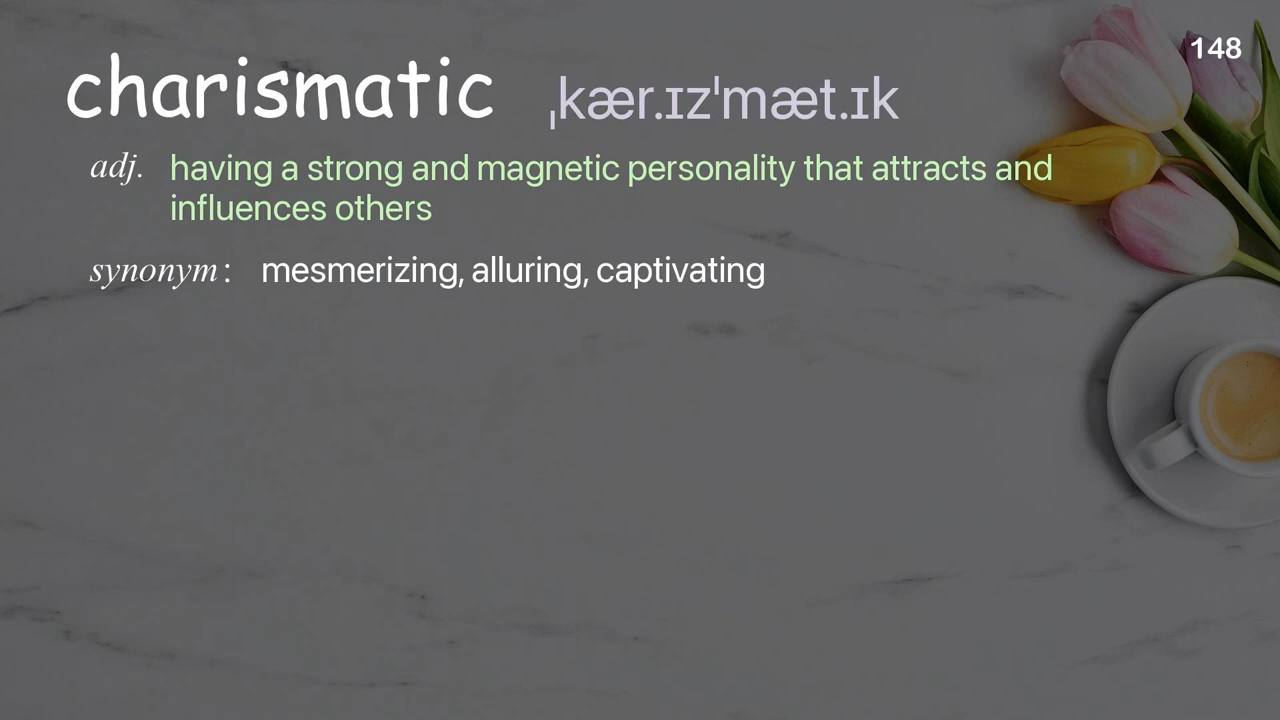 148
charismatic ˌkær.ɪzˈmæt.ɪk
adj. having a strong and magnetic personality that attracts and
influences others
synonym: mesmerizing, alluring, captivating